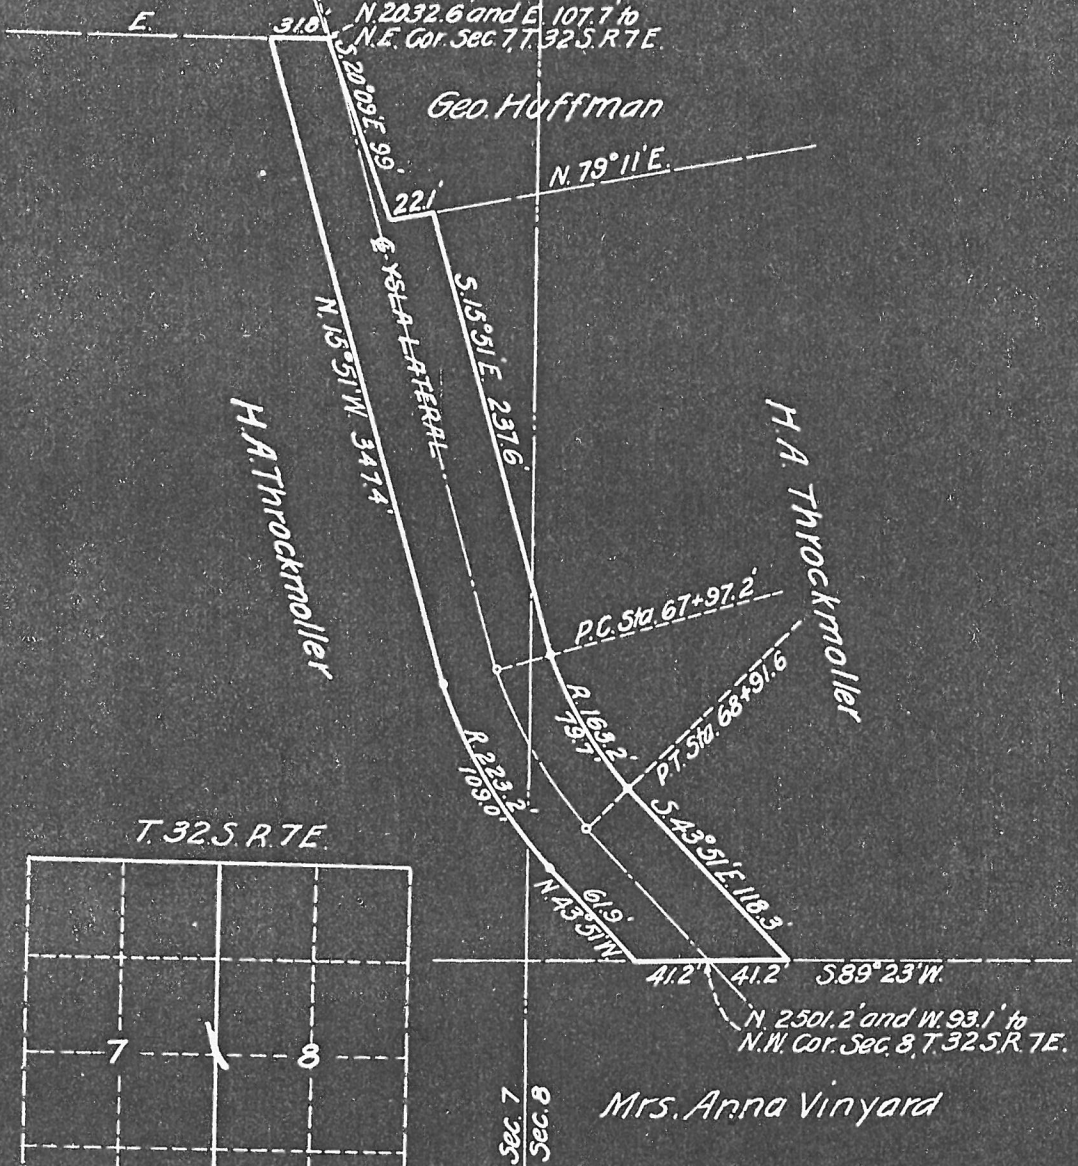 E.
31.8'
N. 2032.6' and E. 107.7' to
N.E. Cor. Sec. 7, T. 32 S. R. 7 E.
S. 20°09' E. 99'
Geo. Huffman
N. 79°11' E.
22.1'
℄ YSLA LATERAL
S. 15°51' E. 237.6'
N. 15°51' W. 347.4'
H.A. Throckmoller
H.A. Throckmoller
P.C. Sta. 67+97.2'
P.T. Sta. 68+91.6
R. 163.2'
79.7'
R. 223.2'
109.0'
S. 43°51' E. 118.3'
61.9'
N 43°51' W.
41.2' 41.2' S. 89°23' W.
N. 2501.2' and W. 93.1' to
N.W. Cor. Sec. 8, T. 32 S. R. 7 E.
T. 32 S. R. 7 E.
7 8
Sec. 7
Sec. 8
Mrs. Anna Vinyard